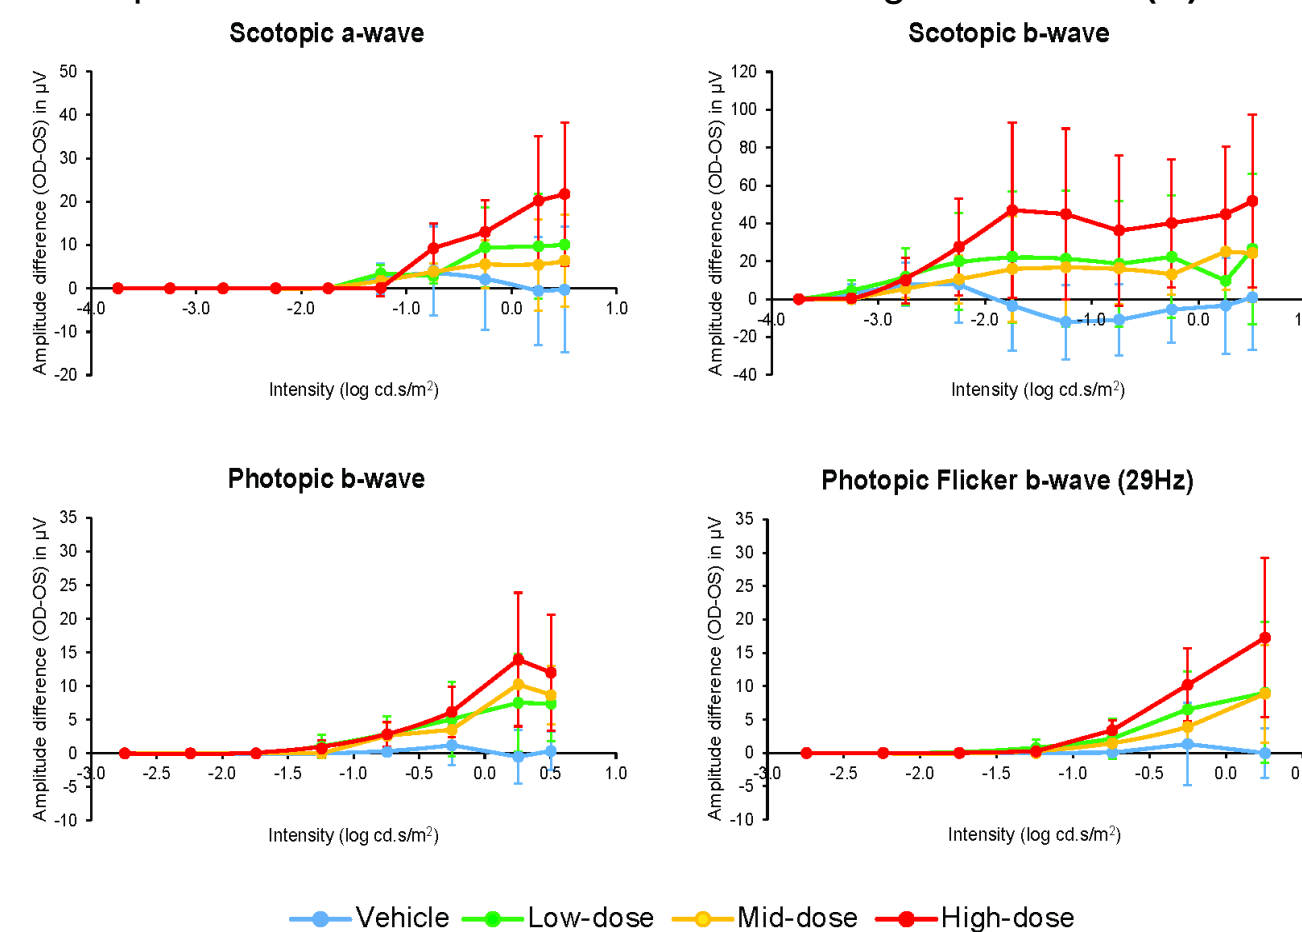 Scotopic a-wave
Amplitude difference (OD-OS) in µV
50
40
30
20
10
0
-10
-20
-4.0 -3.0 -2.0 -1.0 0.0 1.0
Intensity (log cd.s/m²)
Scotopic b-wave
Amplitude difference (OD-OS) in µV
120
100
80
60
40
20
0
-20
-40
-4.0 -3.0 -2.0 -1.0 0.0 1
Intensity (log cd.s/m²)
Photopic b-wave
Amplitude difference (OD-OS) in µV
35
30
25
20
15
10
5
0
-5
-10
-3.0 -2.5 -2.0 -1.5 -1.0 -0.5 0.0 0.5 1.0
Intensity (log cd.s/m²)
Photopic Flicker b-wave (29Hz)
Amplitude difference (OD-OS) in µV
35
30
25
20
15
10
5
0
-5
-10
-3.0 -2.5 -2.0 -1.5 -1.0 -0.5 0.0 0
Intensity (log cd.s/m²)
Vehicle Low-dose Mid-dose High-dose